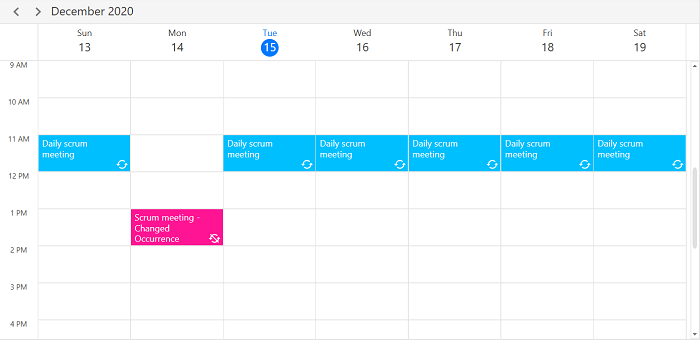 December 2020
Sun Mon Tue Wed Thu Fri Sat
13 14 15 16 17 18 19
9 AM
10 AM
11 AM
Daily scrum
meeting
Daily scrum
meeting
Daily scrum
meeting
Daily scrum
meeting
Daily scrum
meeting
Daily scrum
meeting
12 PM
1 PM
Scrum meeting -
Changed
Occurrence
2 PM
3 PM
4 PM